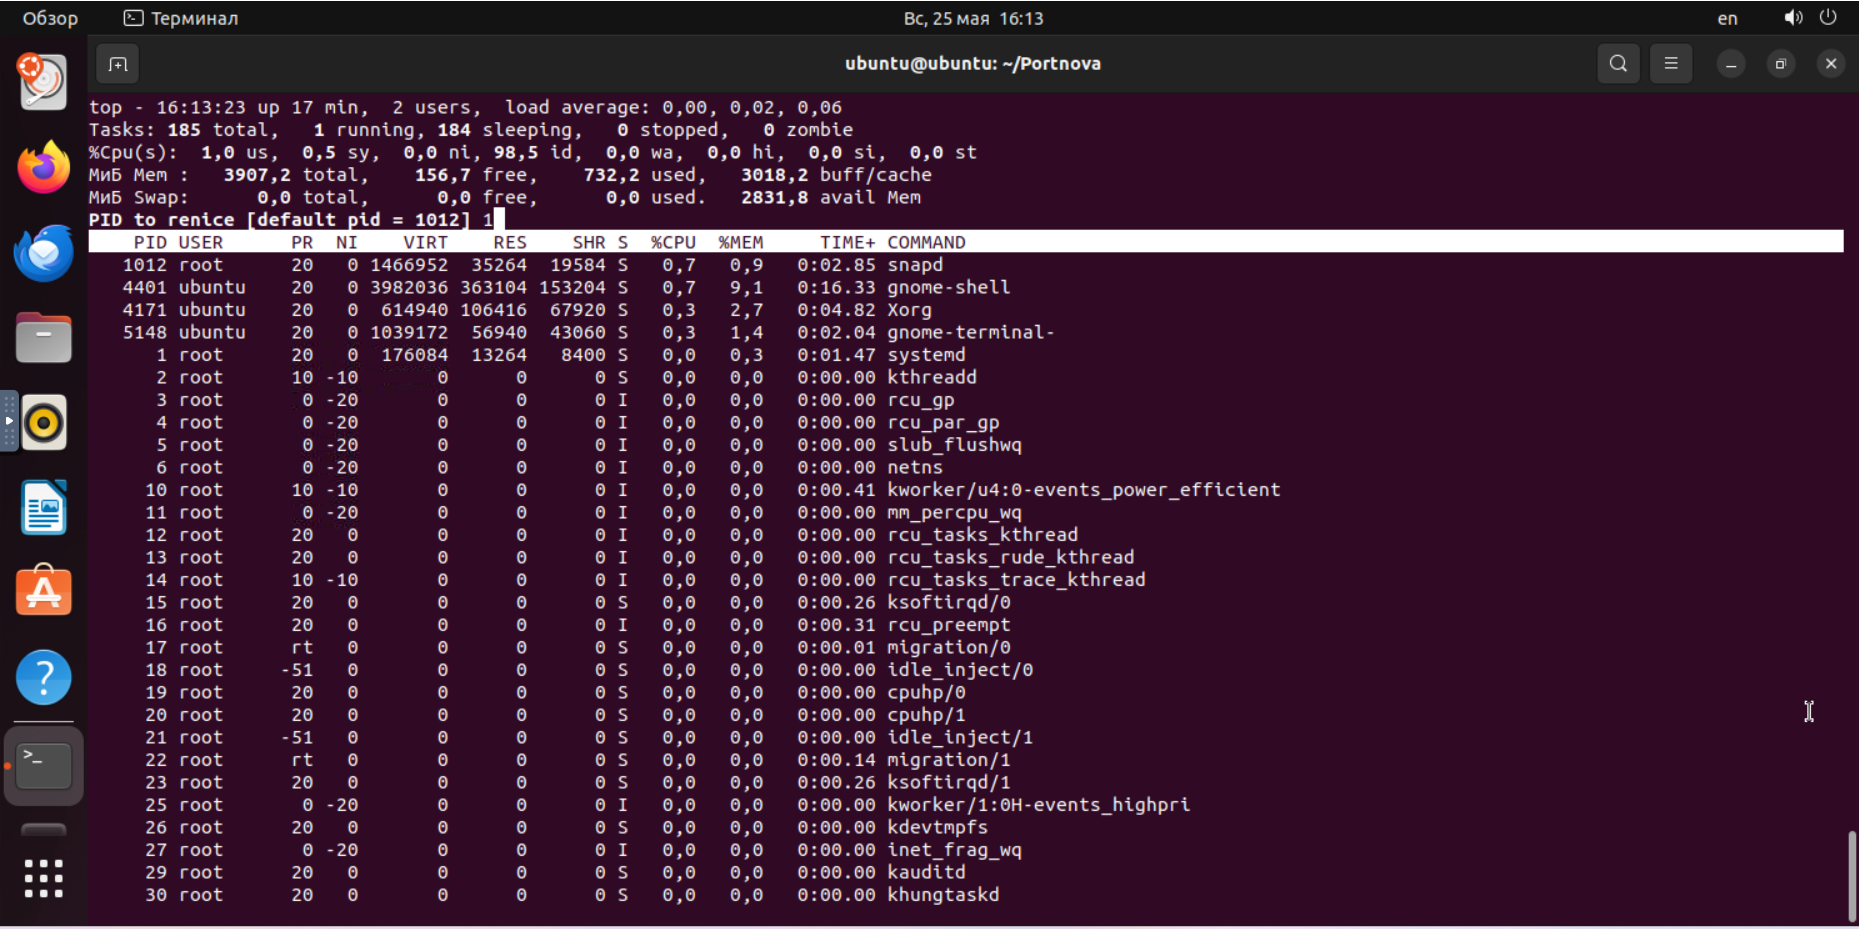 Обзор Терминал Вс, 25 мая 16:13 en
ubuntu@ubuntu: ~/Portnova
top - 16:13:23 up 17 min,  2 users,  load average: 0,00, 0,02, 0,06
Tasks: 185 total,   1 running, 184 sleeping,   0 stopped,   0 zombie
%Cpu(s):  1,0 us,  0,5 sy,  0,0 ni, 98,5 id,  0,0 wa,  0,0 hi,  0,0 si,  0,0 st
МиБ Mem :   3907,2 total,    156,7 free,    732,2 used,   3018,2 buff/cache
МиБ Swap:      0,0 total,      0,0 free,      0,0 used.   2831,8 avail Mem
PID to renice [default pid = 1012] 1
PID USER      PR  NI    VIRT    RES    SHR S  %CPU  %MEM     TIME+ COMMAND
1012 root      20   0 1466952  35264  19584 S   0,7   0,9   0:02.85 snapd
4401 ubuntu    20   0 3982036 363104 153204 S   0,7   9,1   0:16.33 gnome-shell
4171 ubuntu    20   0  614940 106416  67920 S   0,3   2,7   0:04.82 Xorg
5148 ubuntu    20   0 1039172  56940  43060 S   0,3   1,4   0:02.04 gnome-terminal-
1 root      20   0  176084  13264   8400 S   0,0   0,3   0:01.47 systemd
2 root      10 -10       0      0      0 S   0,0   0,0   0:00.00 kthreadd
3 root       0 -20       0      0      0 I   0,0   0,0   0:00.00 rcu_gp
4 root       0 -20       0      0      0 I   0,0   0,0   0:00.00 rcu_par_gp
5 root       0 -20       0      0      0 I   0,0   0,0   0:00.00 slub_flushwq
6 root       0 -20       0      0      0 I   0,0   0,0   0:00.00 netns
10 root      10 -10       0      0      0 I   0,0   0,0   0:00.41 kworker/u4:0-events_power_efficient
11 root       0 -20       0      0      0 I   0,0   0,0   0:00.00 mm_percpu_wq
12 root      20   0       0      0      0 I   0,0   0,0   0:00.00 rcu_tasks_kthread
13 root      20   0       0      0      0 I   0,0   0,0   0:00.00 rcu_tasks_rude_kthread
14 root      10 -10       0      0      0 I   0,0   0,0   0:00.00 rcu_tasks_trace_kthread
15 root      20   0       0      0      0 S   0,0   0,0   0:00.26 ksoftirqd/0
16 root      20   0       0      0      0 I   0,0   0,0   0:00.31 rcu_preempt
17 root      rt   0       0      0      0 S   0,0   0,0   0:00.01 migration/0
18 root     -51   0       0      0      0 S   0,0   0,0   0:00.00 idle_inject/0
19 root      20   0       0      0      0 S   0,0   0,0   0:00.00 cpuhp/0
20 root      20   0       0      0      0 S   0,0   0,0   0:00.00 cpuhp/1
21 root     -51   0       0      0      0 S   0,0   0,0   0:00.00 idle_inject/1
22 root      rt   0       0      0      0 S   0,0   0,0   0:00.14 migration/1
23 root      20   0       0      0      0 S   0,0   0,0   0:00.26 ksoftirqd/1
25 root       0 -20       0      0      0 I   0,0   0,0   0:00.00 kworker/1:0H-events_highpri
26 root      20   0       0      0      0 S   0,0   0,0   0:00.00 kdevtmpfs
27 root       0 -20       0      0      0 I   0,0   0,0   0:00.00 inet_frag_wq
29 root      20   0       0      0      0 S   0,0   0,0   0:00.00 kauditd
30 root      20   0       0      0      0 S   0,0   0,0   0:00.00 khungtaskd